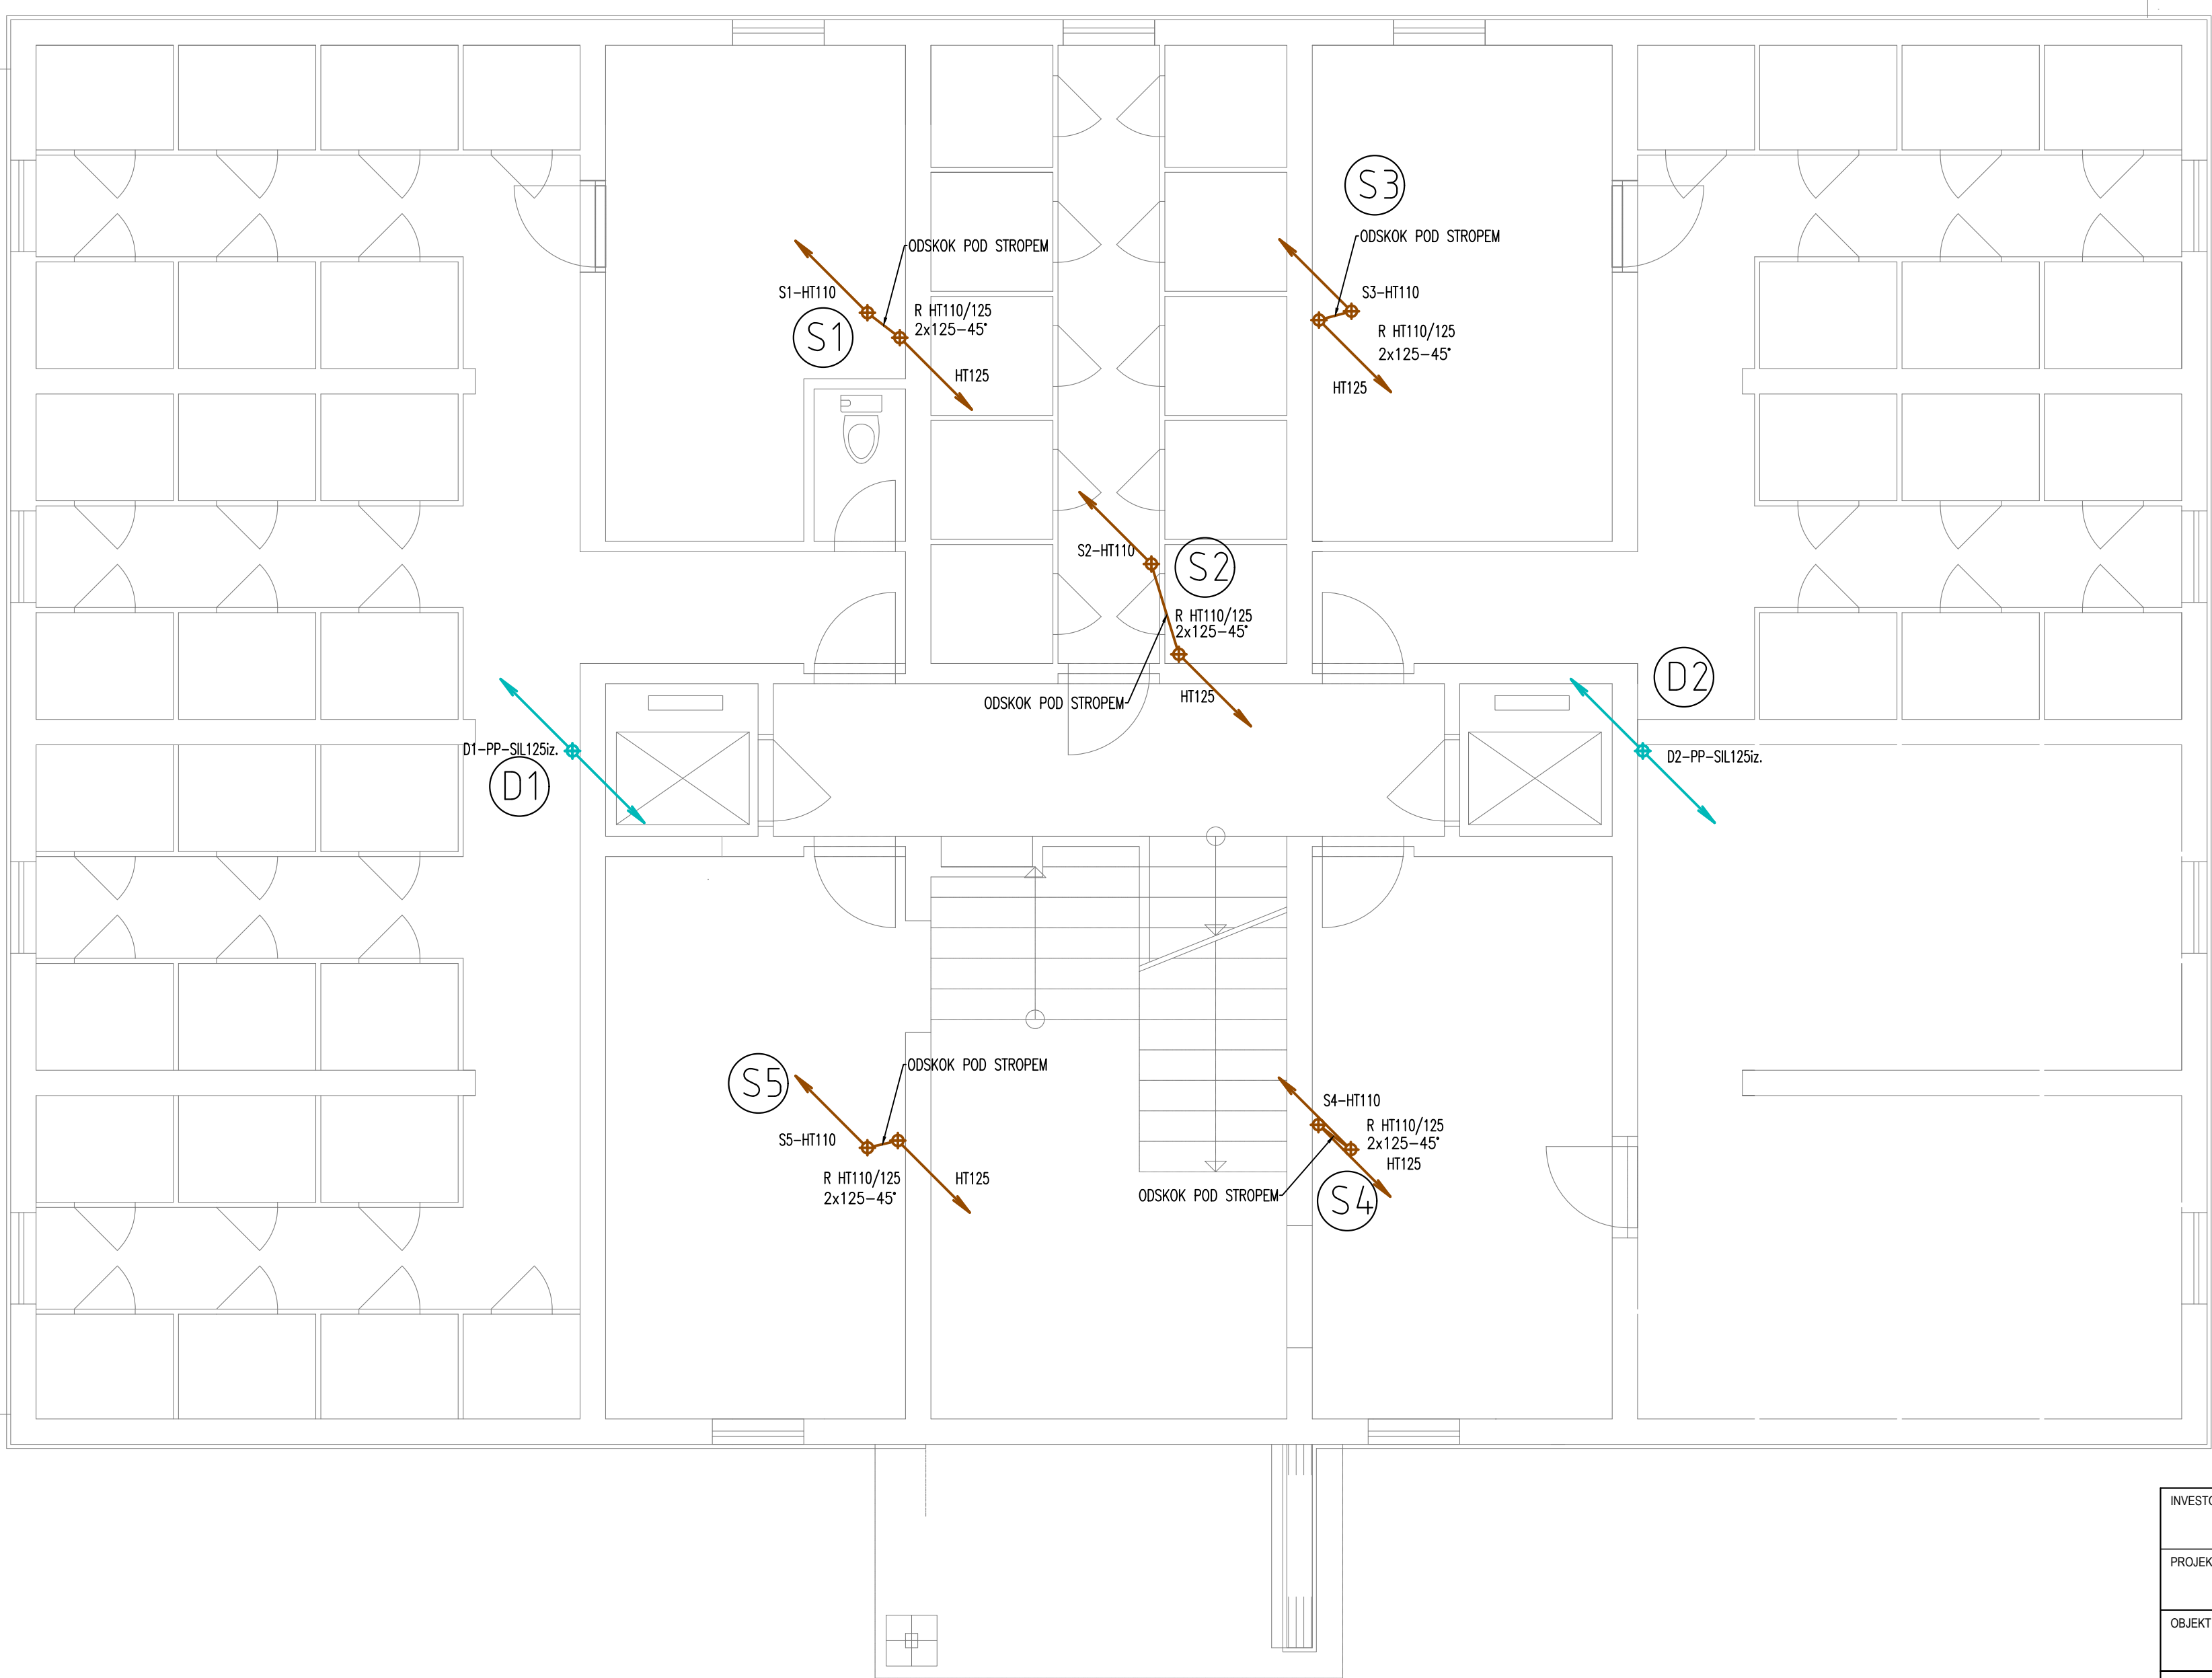 S3
ODSKOK POD STROPEM
ODSKOK POD STROPEM
S1-HT110
S3-HT110
R HT110/125
2x125-45°
S1
R HT110/125
2x125-45°
HT125
HT125
S2-HT110
S2
R HT110/125
2x125-45°
D2
HT125
ODSKOK POD STROPEM
D1-PP-SIL125iz.
D2-PP-SIL125iz.
D1
ODSKOK POD STROPEM
S5
S4-HT110
R HT110/125
2x125-45°
HT125
S5-HT110
R HT110/125
2x125-45°
HT125
ODSKOK POD STROPEM
S4
INVESTO
PROJEK
OBJEKT